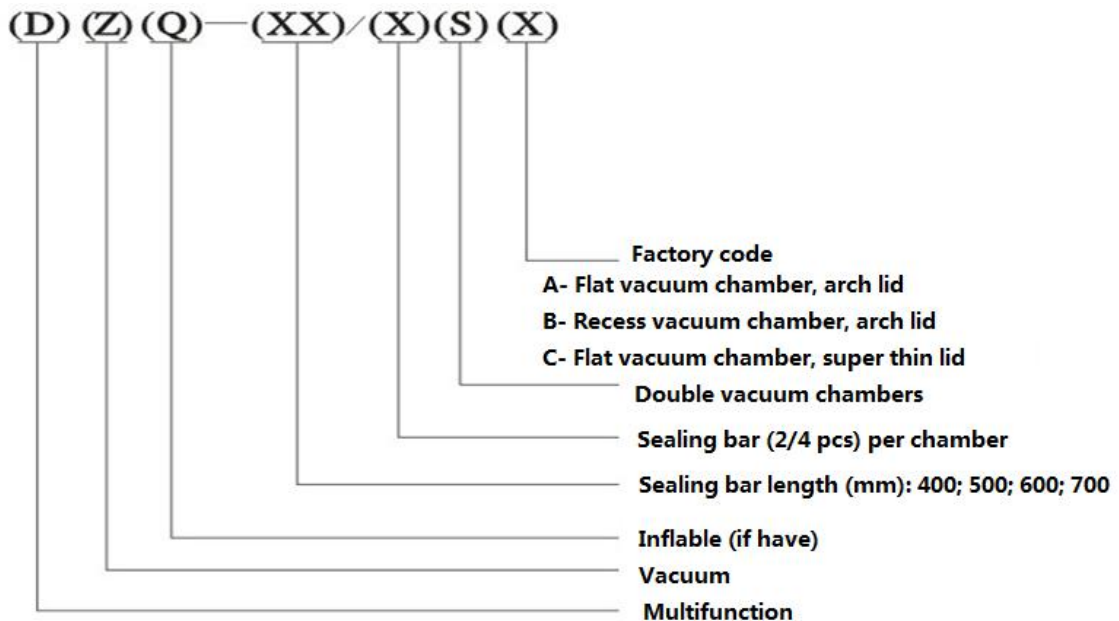 (D)(Z)(Q)—(XX)/(X)(S)(X)
Factory code
A- Flat vacuum chamber, arch lid
B- Recess vacuum chamber, arch lid
C- Flat vacuum chamber, super thin lid
Double vacuum chambers
Sealing bar (2/4 pcs) per chamber
Sealing bar length (mm): 400; 500; 600; 700
Inflable (if have)
Vacuum
Multifunction